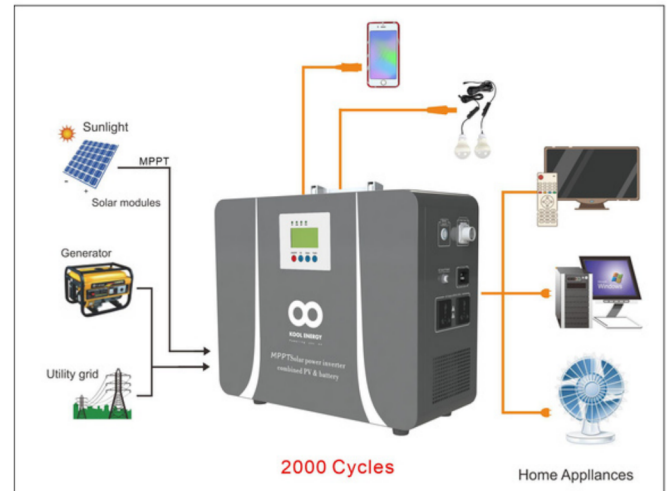 Sunlight
MPPT
- +
Solar modules
Generator
Utility grid
KOOL ENERGY
MPPTSolar power inverter
combined PV & battery
2000 Cycles
Home Appllances